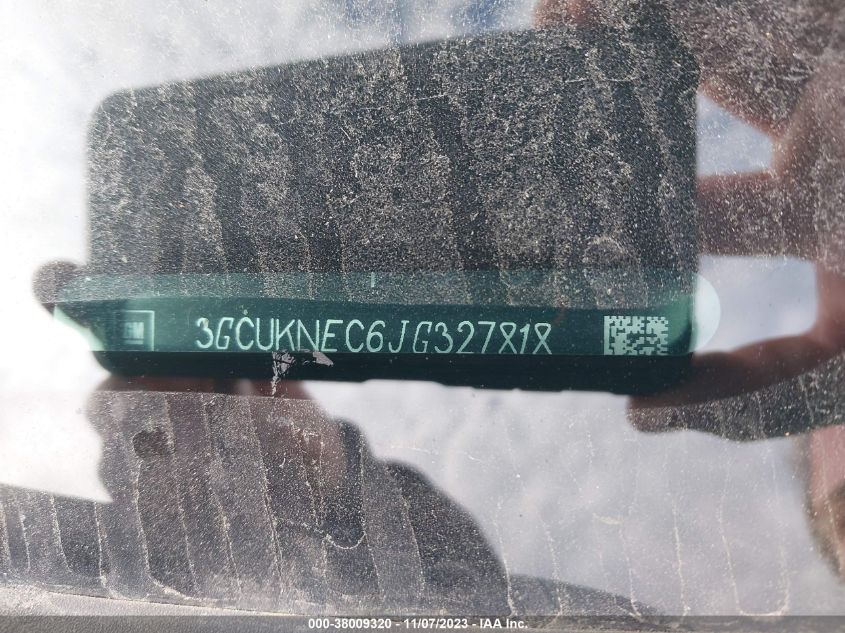 GM 3GCUKNEC6JG327818
000-38009320 - 11/07/2023 - IAA Inc.